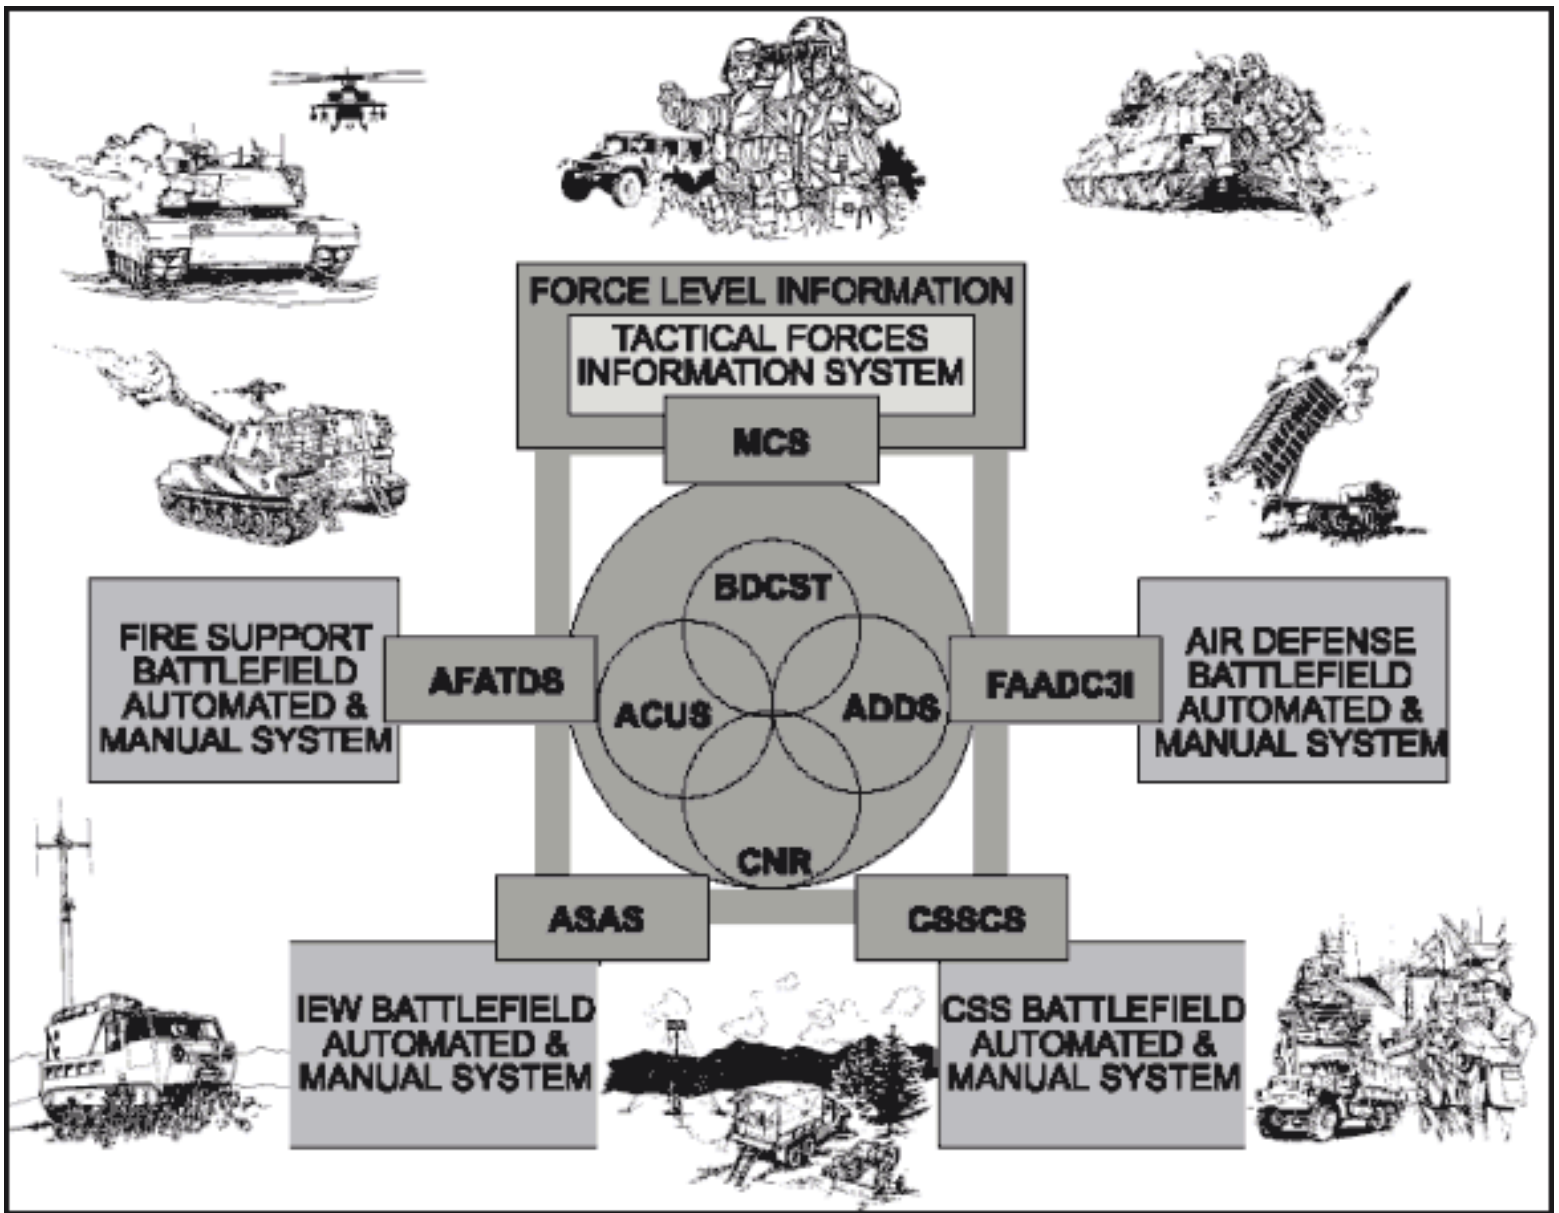 FORCE LEVEL INFORMATION
TACTICAL FORCES
INFORMATION SYSTEM
MCS
BDCST
FIRE SUPPORT
BATTLEFIELD
AUTOMATED &
MANUAL SYSTEM
AFATDS
ACUS
ADDS
FAADC3I
AIR DEFENSE
BATTLEFIELD
AUTOMATED &
MANUAL SYSTEM
CNR
ASAS
CSSCS
IEW BATTLEFIELD
AUTOMATED &
MANUAL SYSTEM
CSS BATTLEFIELD
AUTOMATED &
MANUAL SYSTEM